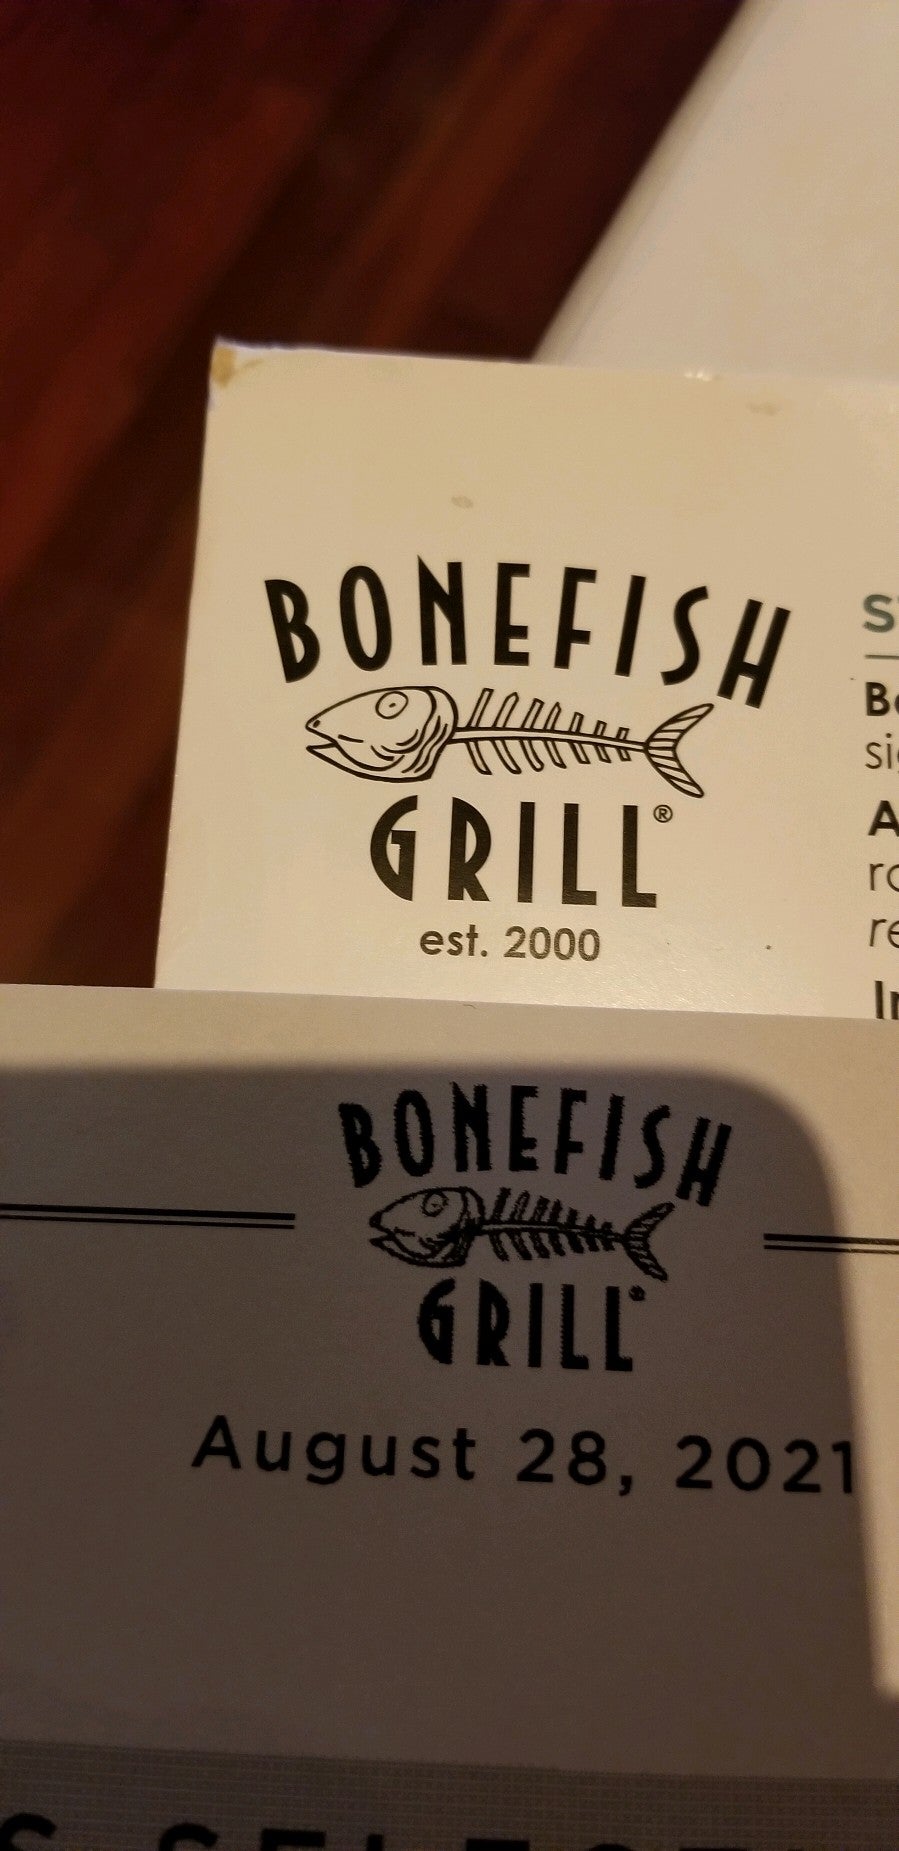 BONEFISH
GRILL®
est. 2000
BONEFISH
GRILL®
August 28, 2021